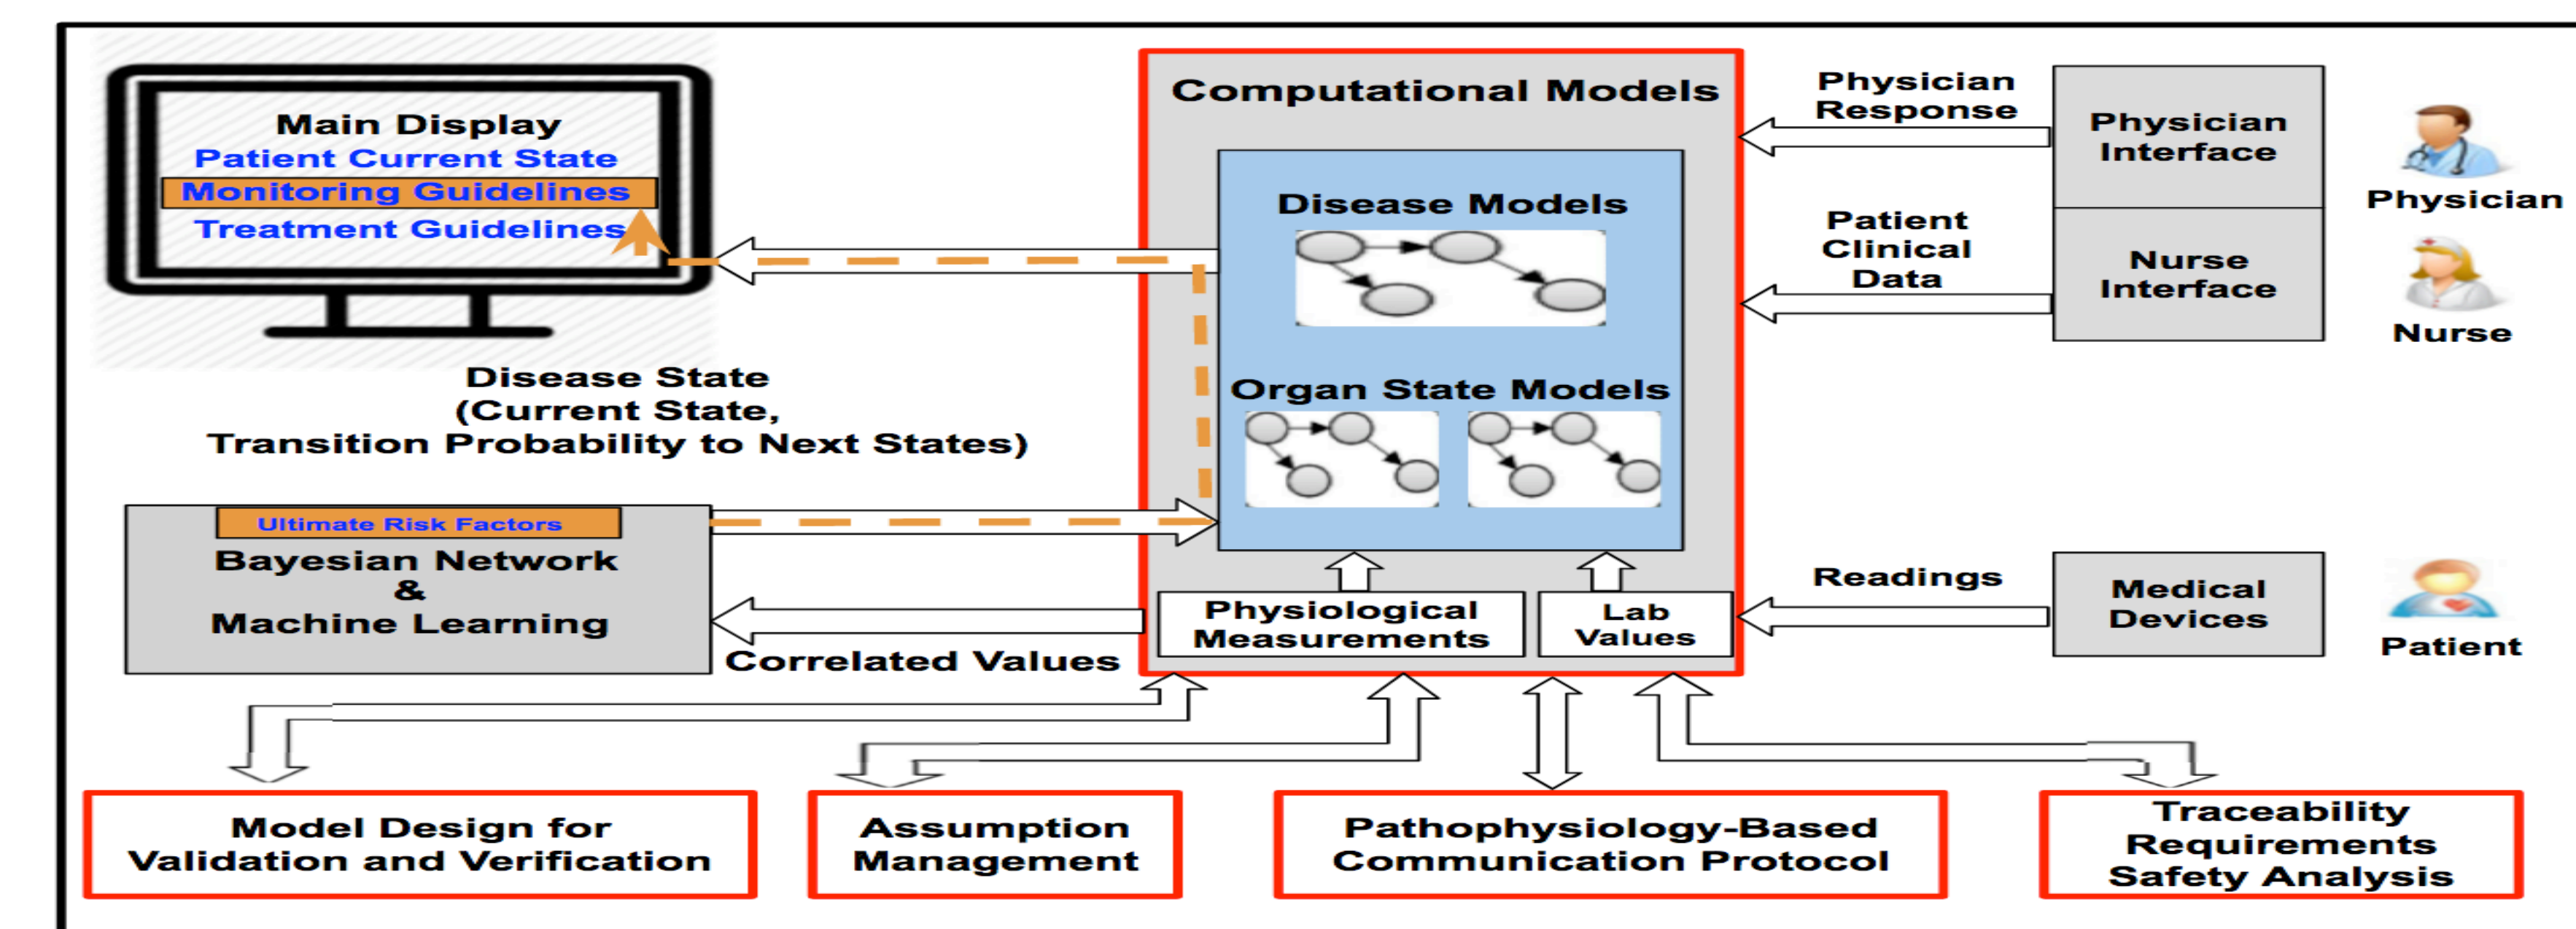 Main Display
Patient Current State
Monitoring Guidelines
Treatment Guidelines
Disease State
(Current State,
Transition Probability to Next States)
Ultimate Risk Factors
Bayesian Network
&
Machine Learning
Correlated Values
Computational Models
Disease Models
Organ State Models
Physiological
Measurements
Lab
Values
Physician
Response
Patient
Clinical
Data
Readings
Physician
Interface
Nurse
Interface
Medical
Devices
Physician
Nurse
Patient
Model Design for
Validation and Verification
Assumption
Management
Pathophysiology-Based
Communication Protocol
Traceability
Requirements
Safety Analysis